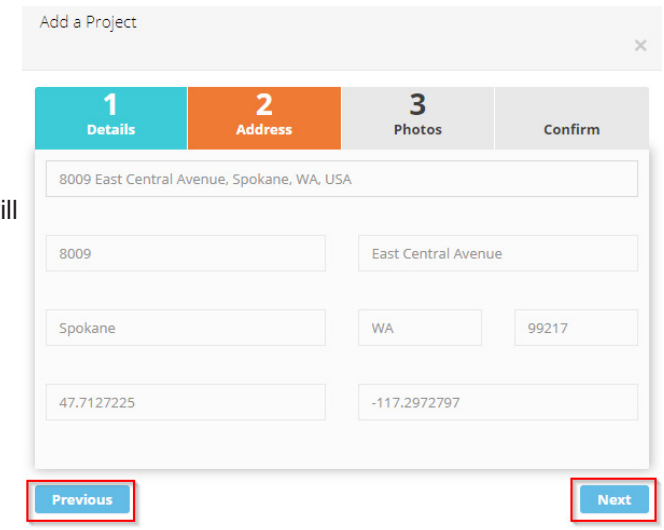 Add a Project
×
1 2 3
Details Address Photos Confirm
8009 East Central Avenue, Spokane, WA, USA
ill
8009 East Central Avenue
Spokane WA 99217
47.7127225 -117.2972797
Previous Next